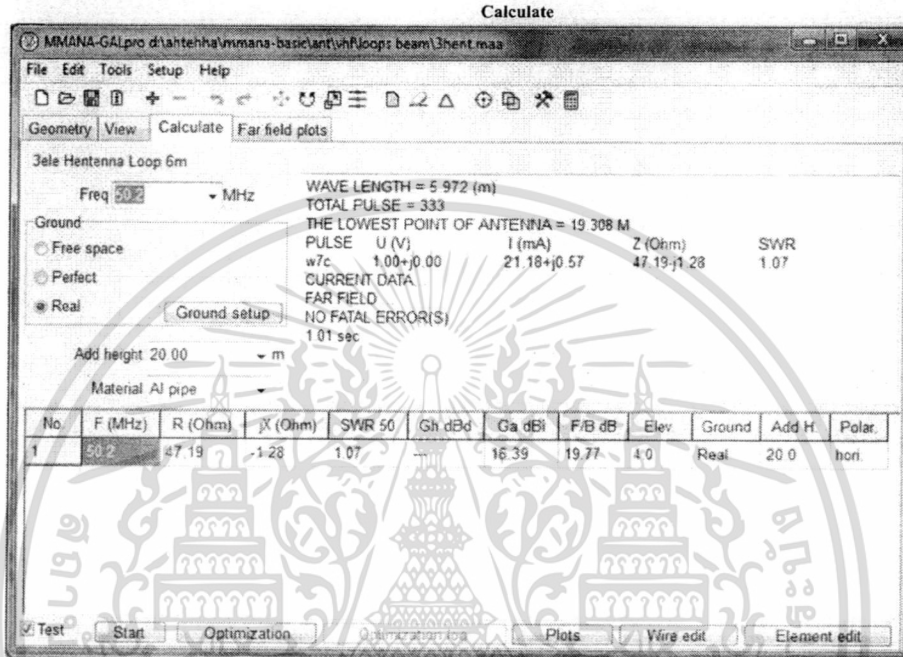 Calculate
MMANA-GALpro d:\antehha\mmana-basic\ant\vhf\loops beam\3hent.maa
File Edit Tools Setup Help
Geometry View Calculate Far field plots
3ele Hentenna Loop 6m
Freq 50.2 MHz
Ground
Free space
Perfect
Real
Ground setup
Add height 20.00 m
Material Al pipe
WAVE LENGTH = 5.972 (m)
TOTAL PULSE = 333
THE LOWEST POINT OF ANTENNA = 19.308 M
PULSE U (V) I (mA) Z (Ohm) SWR
w7c 1.00+j0.00 21.18+j0.57 47.19-j1.28 1.07
CURRENT DATA
FAR FIELD
NO FATAL ERROR(S)
1.01 sec
No. F (MHz) R (Ohm) jX (Ohm) SWR 50 Gh dBd Ga dBi F/B dB Elev. Ground Add H. Polar.
1 50.2 47.19 -1.28 1.07 --- 16.39 19.77 4.0 Real 20.0 hori.
Test Start Optimization Optimization log Plots Wire edit Element edit